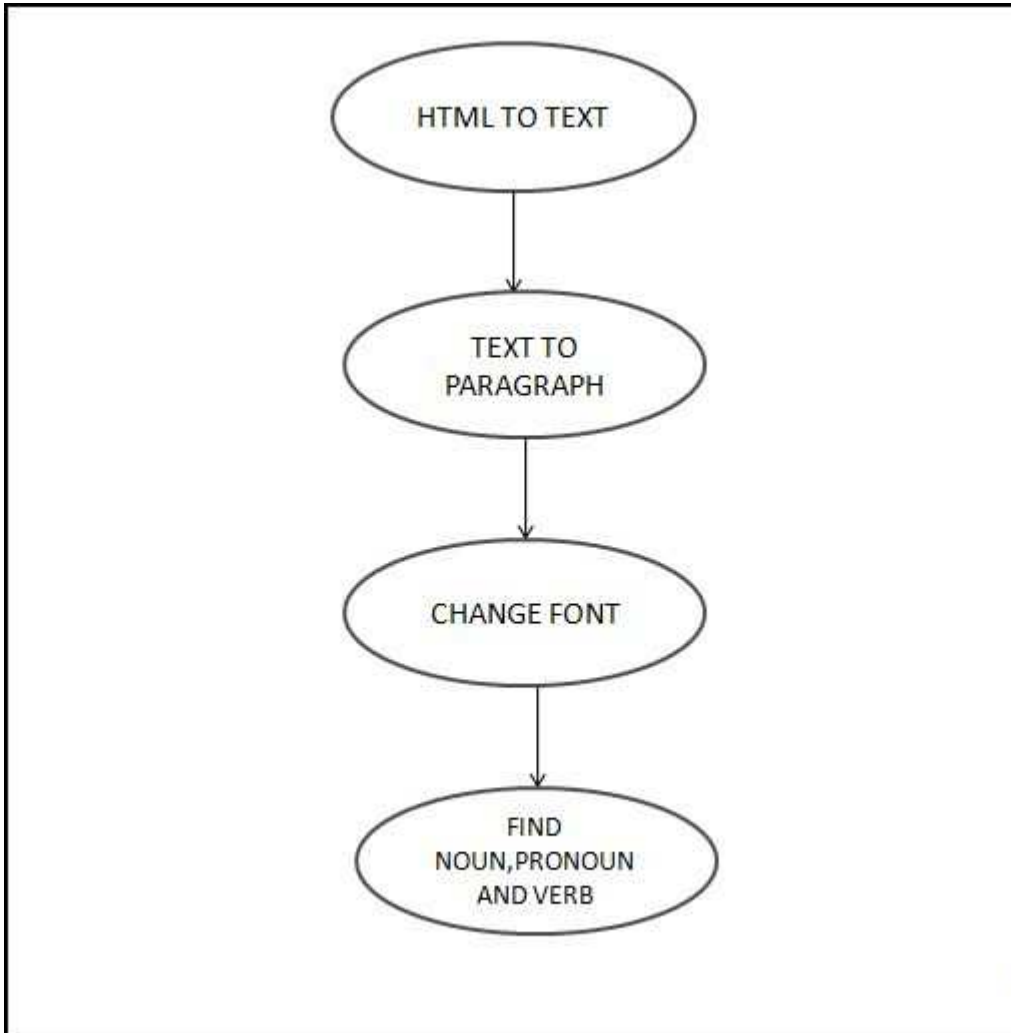 HTML TO TEXT
TEXT TO
PARAGRAPH
CHANGE FONT
FIND
NOUN,PRONOUN
AND VERB